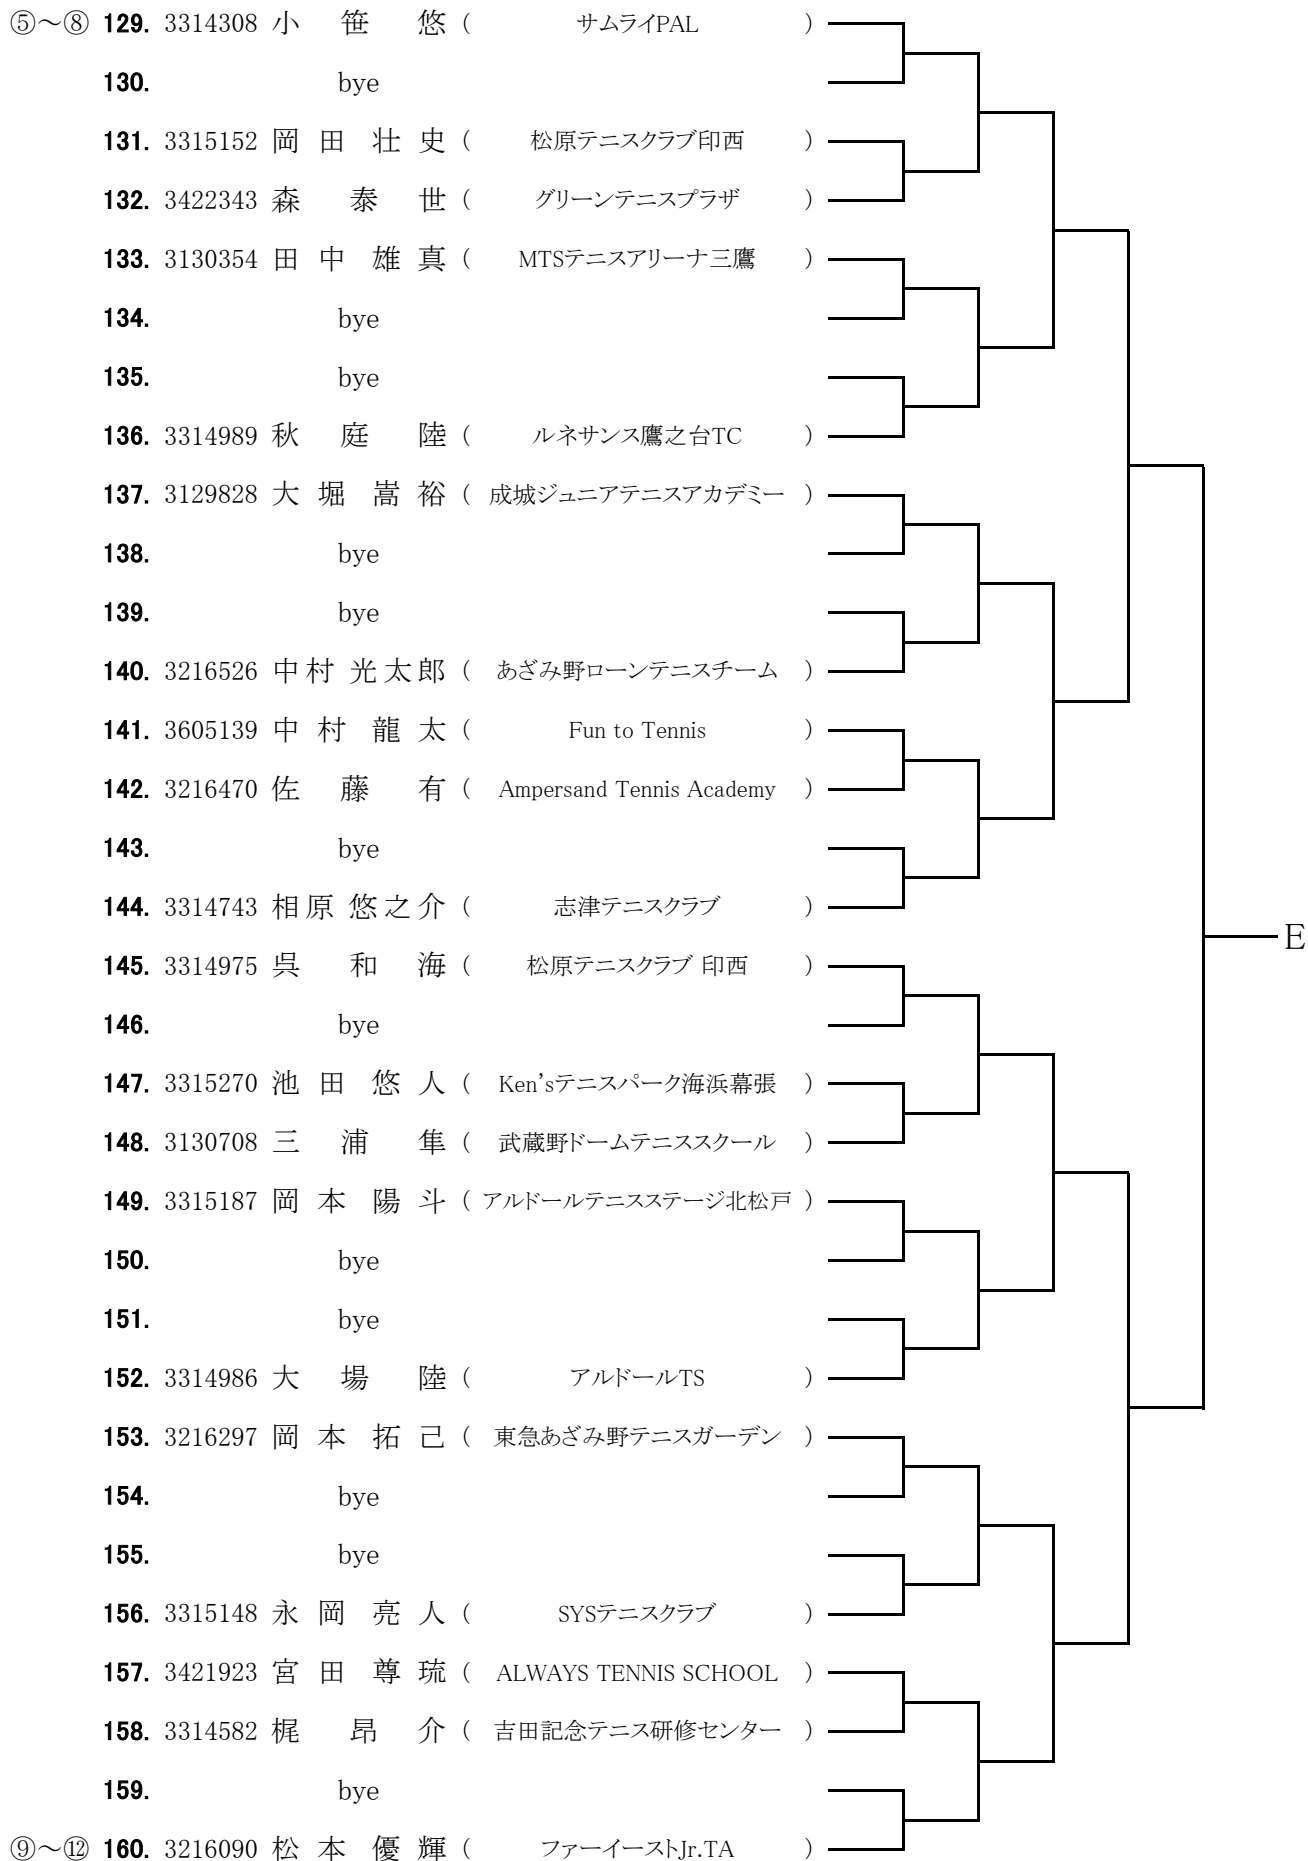 ⑤～⑧ 129. 3314308 小 笹 悠 ( サムライPAL )
130. bye
131. 3315152 岡 田 壮 史 ( 松原テニスクラブ印西 )
132. 3422343 森 泰 世 ( グリーンテニスプラザ )
133. 3130354 田 中 雄 真 ( MTSテニスアリーナ三鷹 )
134. bye
135. bye
136. 3314989 秋 庭 陸 ( ルネサンス鷹之台TC )
137. 3129828 大 堀 嵩 裕 ( 成城ジュニアテニスアカデミー )
138. bye
139. bye
140. 3216526 中村 光太郎 ( あざみ野ローンテニスチーム )
141. 3605139 中 村 龍 太 ( Fun to Tennis )
142. 3216470 佐 藤 有 ( Ampersand Tennis Academy )
143. bye
144. 3314743 相原 悠之介 ( 志津テニスクラブ )
E
145. 3314975 呉 和 海 ( 松原テニスクラブ 印西 )
146. bye
147. 3315270 池 田 悠 人 ( Ken'sテニスパーク海浜幕張 )
148. 3130708 三 浦 隼 ( 武蔵野ドームテニススクール )
149. 3315187 岡 本 陽 斗 ( アルドールテニスステージ北松戸 )
150. bye
151. bye
152. 3314986 大 場 陸 ( アルドールTS )
153. 3216297 岡 本 拓 己 ( 東急あざみ野テニスガーデン )
154. bye
155. bye
156. 3315148 永 岡 亮 人 ( SYSテニスクラブ )
157. 3421923 宮 田 尊 琉 ( ALWAYS TENNIS SCHOOL )
158. 3314582 梶 昂 介 ( 吉田記念テニス研修センター )
159. bye
⑨～⑫ 160. 3216090 松 本 優 輝 ( ファーイーストJr.TA )